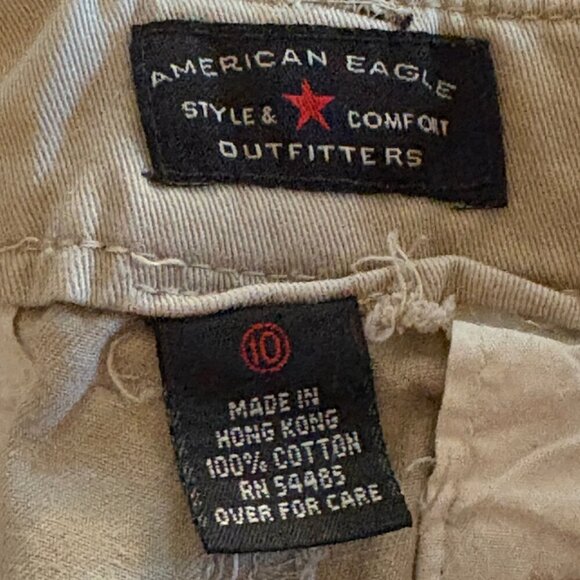 AMERICAN EAGLE
STYLE & COMFORT
OUTFITTERS
10
MADE IN
HONG KONG
100% COTTON
RN 54485
OVER FOR CARE